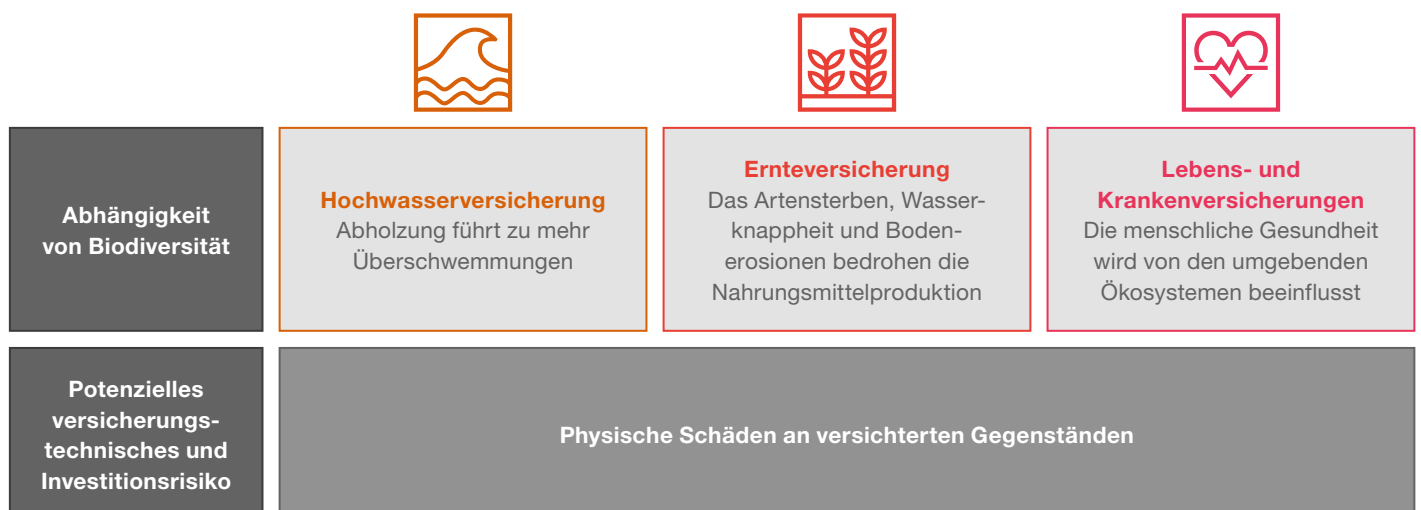 Abhängigkeit
von Biodiversität
Hochwasserversicherung
Abholzung führt zu mehr
Überschwemmungen
Ernteversicherung
Das Artensterben, Wasser-
knappheit und Boden-
erosionen bedrohen die
Nahrungsmittelproduktion
Lebens- und
Krankenversicherungen
Die menschliche Gesundheit
wird von den umgebenden
Ökosystemen beeinflusst
Potenzielles
versicherungs-
technisches und
Investitionsrisiko
Physische Schäden an versichterten Gegenständen